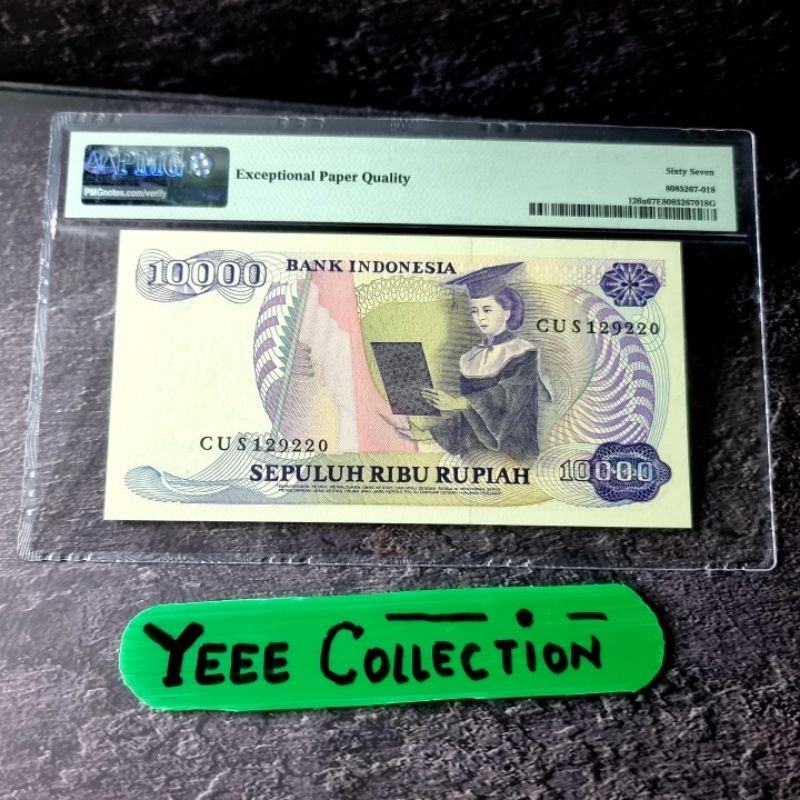 PMG
PMGnotes.com/verify
Exceptional Paper Quality
Sixty Seven
8085267-018
126a67E8085267018G
10000
BANK INDONESIA
CUS129220
CUS129220
SEPULUH RIBU RUPIAH
10000
YEEE COLLECTION